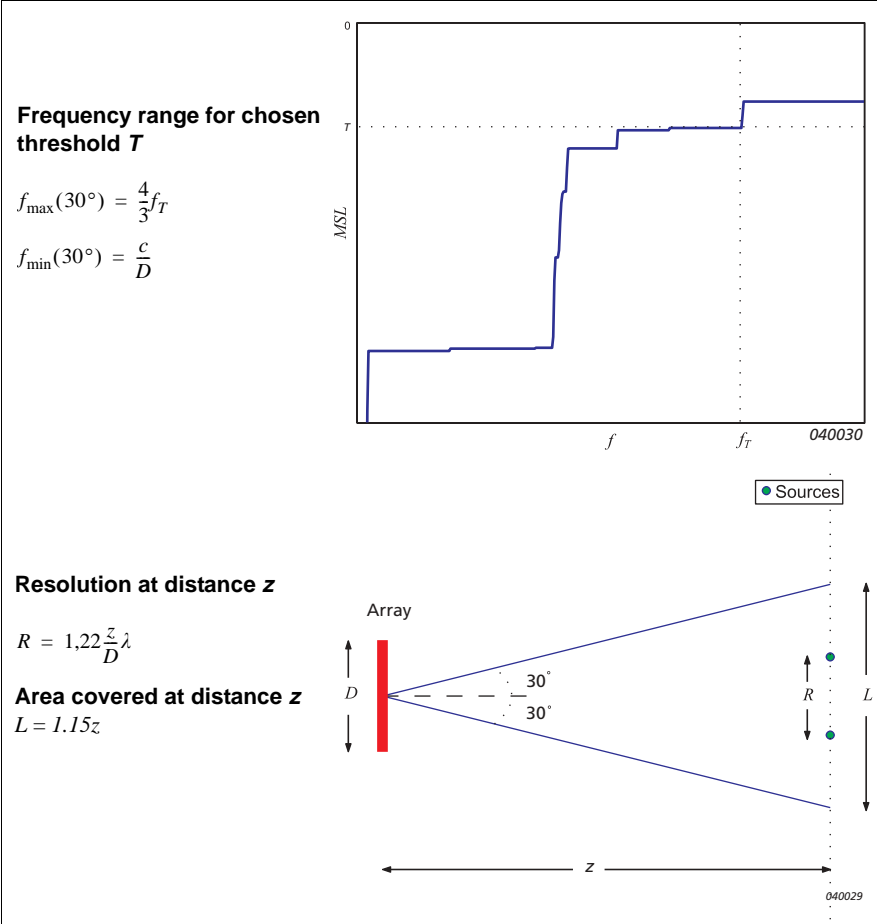 Frequency range for chosen
threshold T
f_max(30°) = 4/3 f_T
f_min(30°) = c/D
0
T
MSL
f
f_T
040030
Sources
Resolution at distance z
R = 1,22 z/D λ
Area covered at distance z
L = 1.15z
Array
D
30°
30°
R
L
z
040029